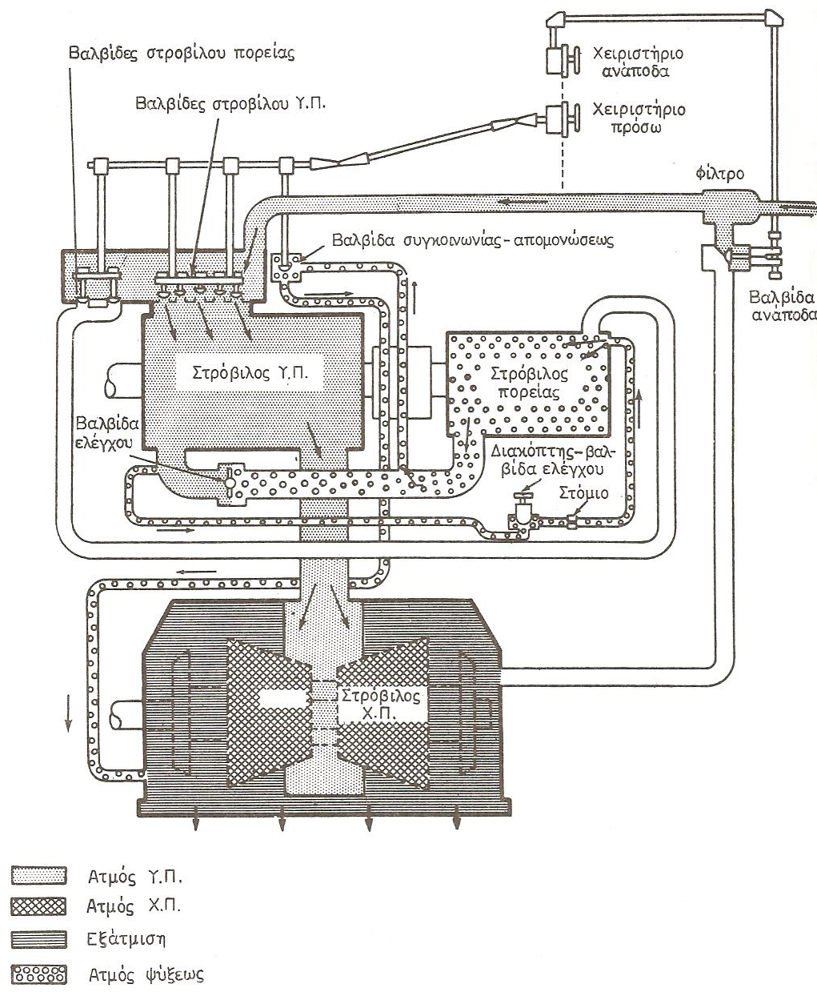 Βαλβίδες στροβίλου πορείας
Χειριστήριο
ανάποδα
Βαλβίδες στροβίλου Υ.Π.
Χειριστήριο
πρόσω
φίλτρο
Βαλβίδα συγκοινωνίας-απομονώσεως
Βαλβίδα
ανάποδα
Στρόβιλος Υ.Π.
Στρόβιλος
πορείας
Βαλβίδα
ελέγχου
Διακόπτης-βαλ-
βίδα ελέγχου
Στόμιο
Στρόβιλος
Χ.Π.
Ατμός Υ.Π.
Ατμός Χ.Π.
Εξάτμιση
Ατμός ψύξεως